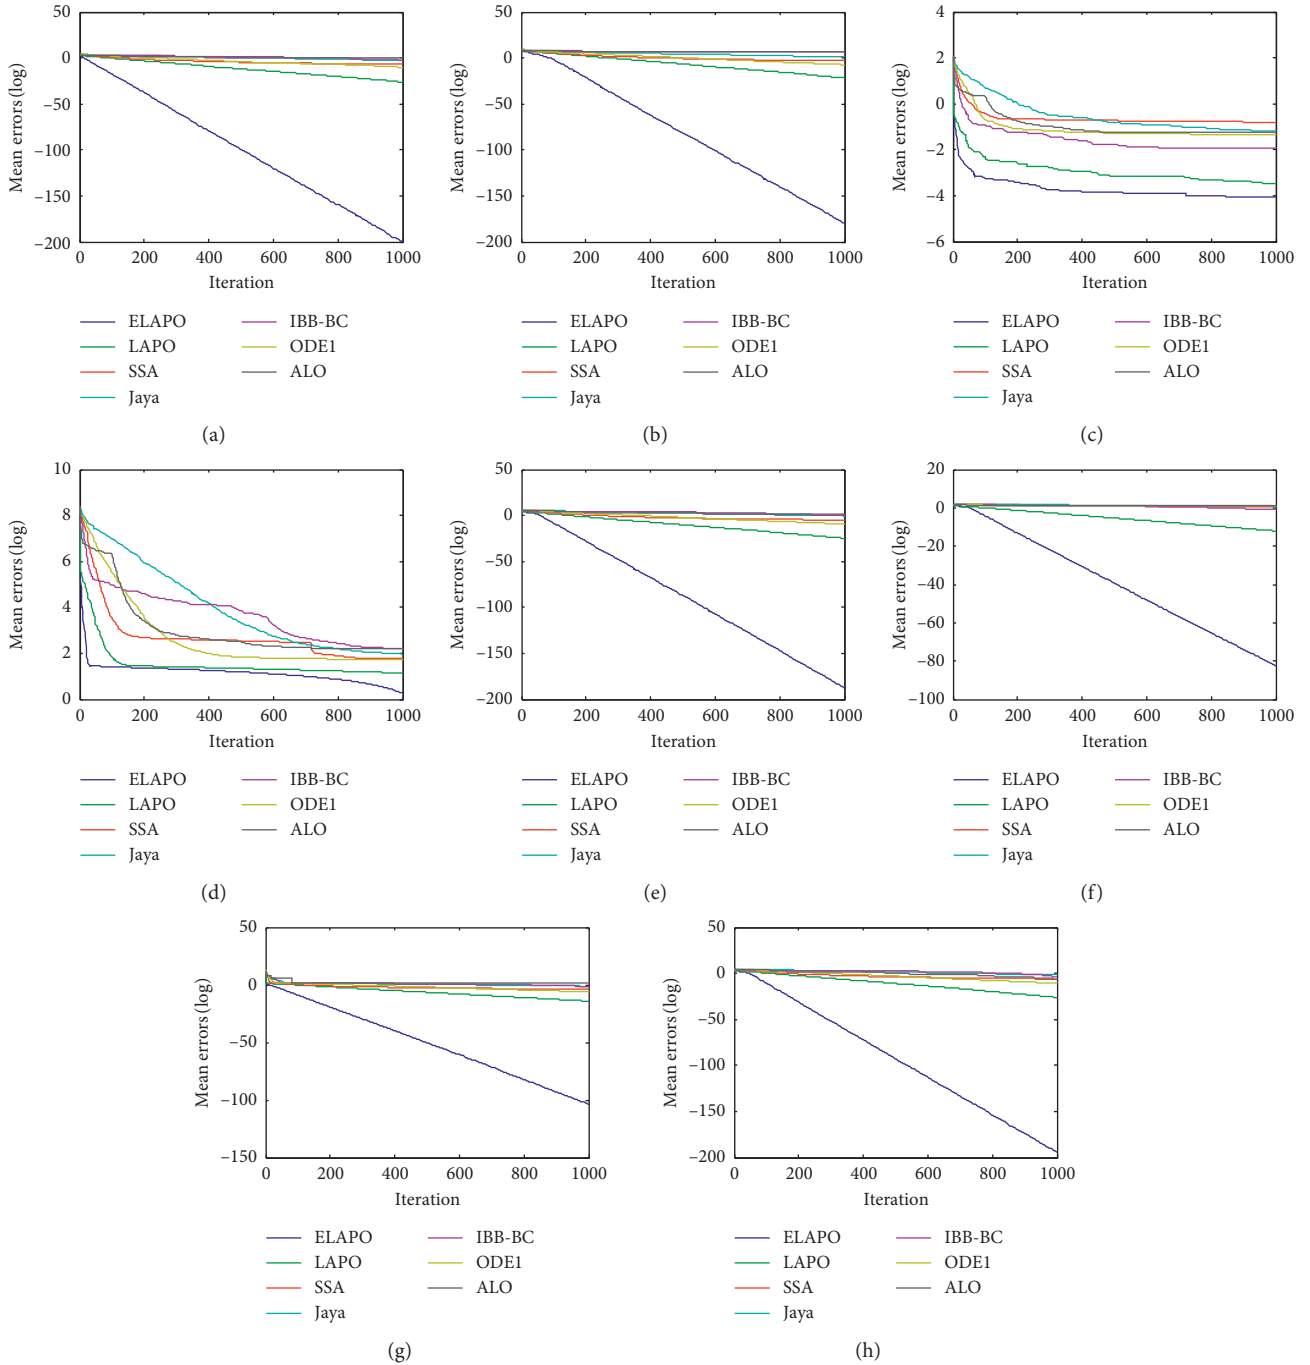 50
0
−50
−100
−150
−200
Mean errors (log)
0 200 400 600 800 1000
Iteration
ELAPO IBB-BC
LAPO ODE1
SSA ALO
Jaya
(a)
50
0
−50
−100
−150
−200
Mean errors (log)
0 200 400 600 800 1000
Iteration
ELAPO IBB-BC
LAPO ODE1
SSA ALO
Jaya
(b)
4
2
0
−2
−4
−6
Mean errors (log)
0 200 400 600 800 1000
Iteration
ELAPO IBB-BC
LAPO ODE1
SSA ALO
Jaya
(c)
10
8
6
4
2
0
Mean errors (log)
0 200 400 600 800 1000
Iteration
ELAPO IBB-BC
LAPO ODE1
SSA ALO
Jaya
(d)
50
0
−50
−100
−150
−200
Mean errors (log)
0 200 400 600 800 1000
Iteration
ELAPO IBB-BC
LAPO ODE1
SSA ALO
Jaya
(e)
20
0
−20
−40
−60
−80
−100
Mean errors (log)
0 200 400 600 800 1000
Iteration
ELAPO IBB-BC
LAPO ODE1
SSA ALO
Jaya
(f)
50
0
−50
−100
−150
Mean errors (log)
0 200 400 600 800 1000
Iteration
ELAPO IBB-BC
LAPO ODE1
SSA ALO
Jaya
(g)
50
0
−50
−100
−150
−200
Mean errors (log)
0 200 400 600 800 1000
Iteration
ELAPO IBB-BC
LAPO ODE1
SSA ALO
Jaya
(h)